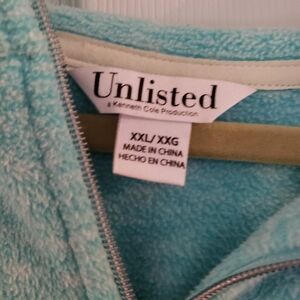 Unlisted
a Kenneth Cole Production
XXL/XXG
MADE IN CHINA
HECHO EN CHINA